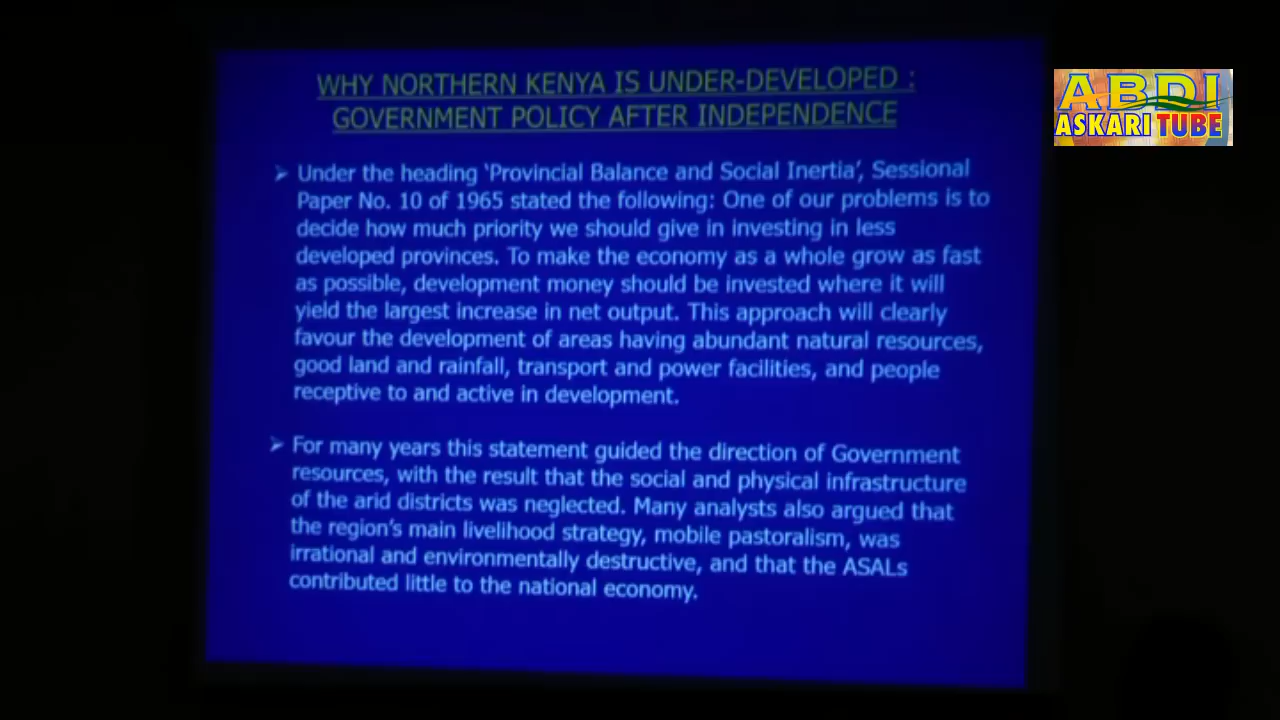 WHY NORTHERN KENYA IS UNDER-DEVELOPED :
GOVERNMENT POLICY AFTER INDEPENDENCE
ABDI
ASKARI TUBE
➢ Under the heading ‘Provincial Balance and Social Inertia’, Sessional
Paper No. 10 of 1965 stated the following: One of our problems is to
decide how much priority we should give in investing in less
developed provinces. To make the economy as a whole grow as fast
as possible, development money should be invested where it will
yield the largest increase in net output. This approach will clearly
favour the development of areas having abundant natural resources,
good land and rainfall, transport and power facilities, and people
receptive to and active in development.
➢ For many years this statement guided the direction of Government
resources, with the result that the social and physical infrastructure
of the arid districts was neglected. Many analysts also argued that
the region’s main livelihood strategy, mobile pastoralism, was
irrational and environmentally destructive, and that the ASALs
contributed little to the national economy.